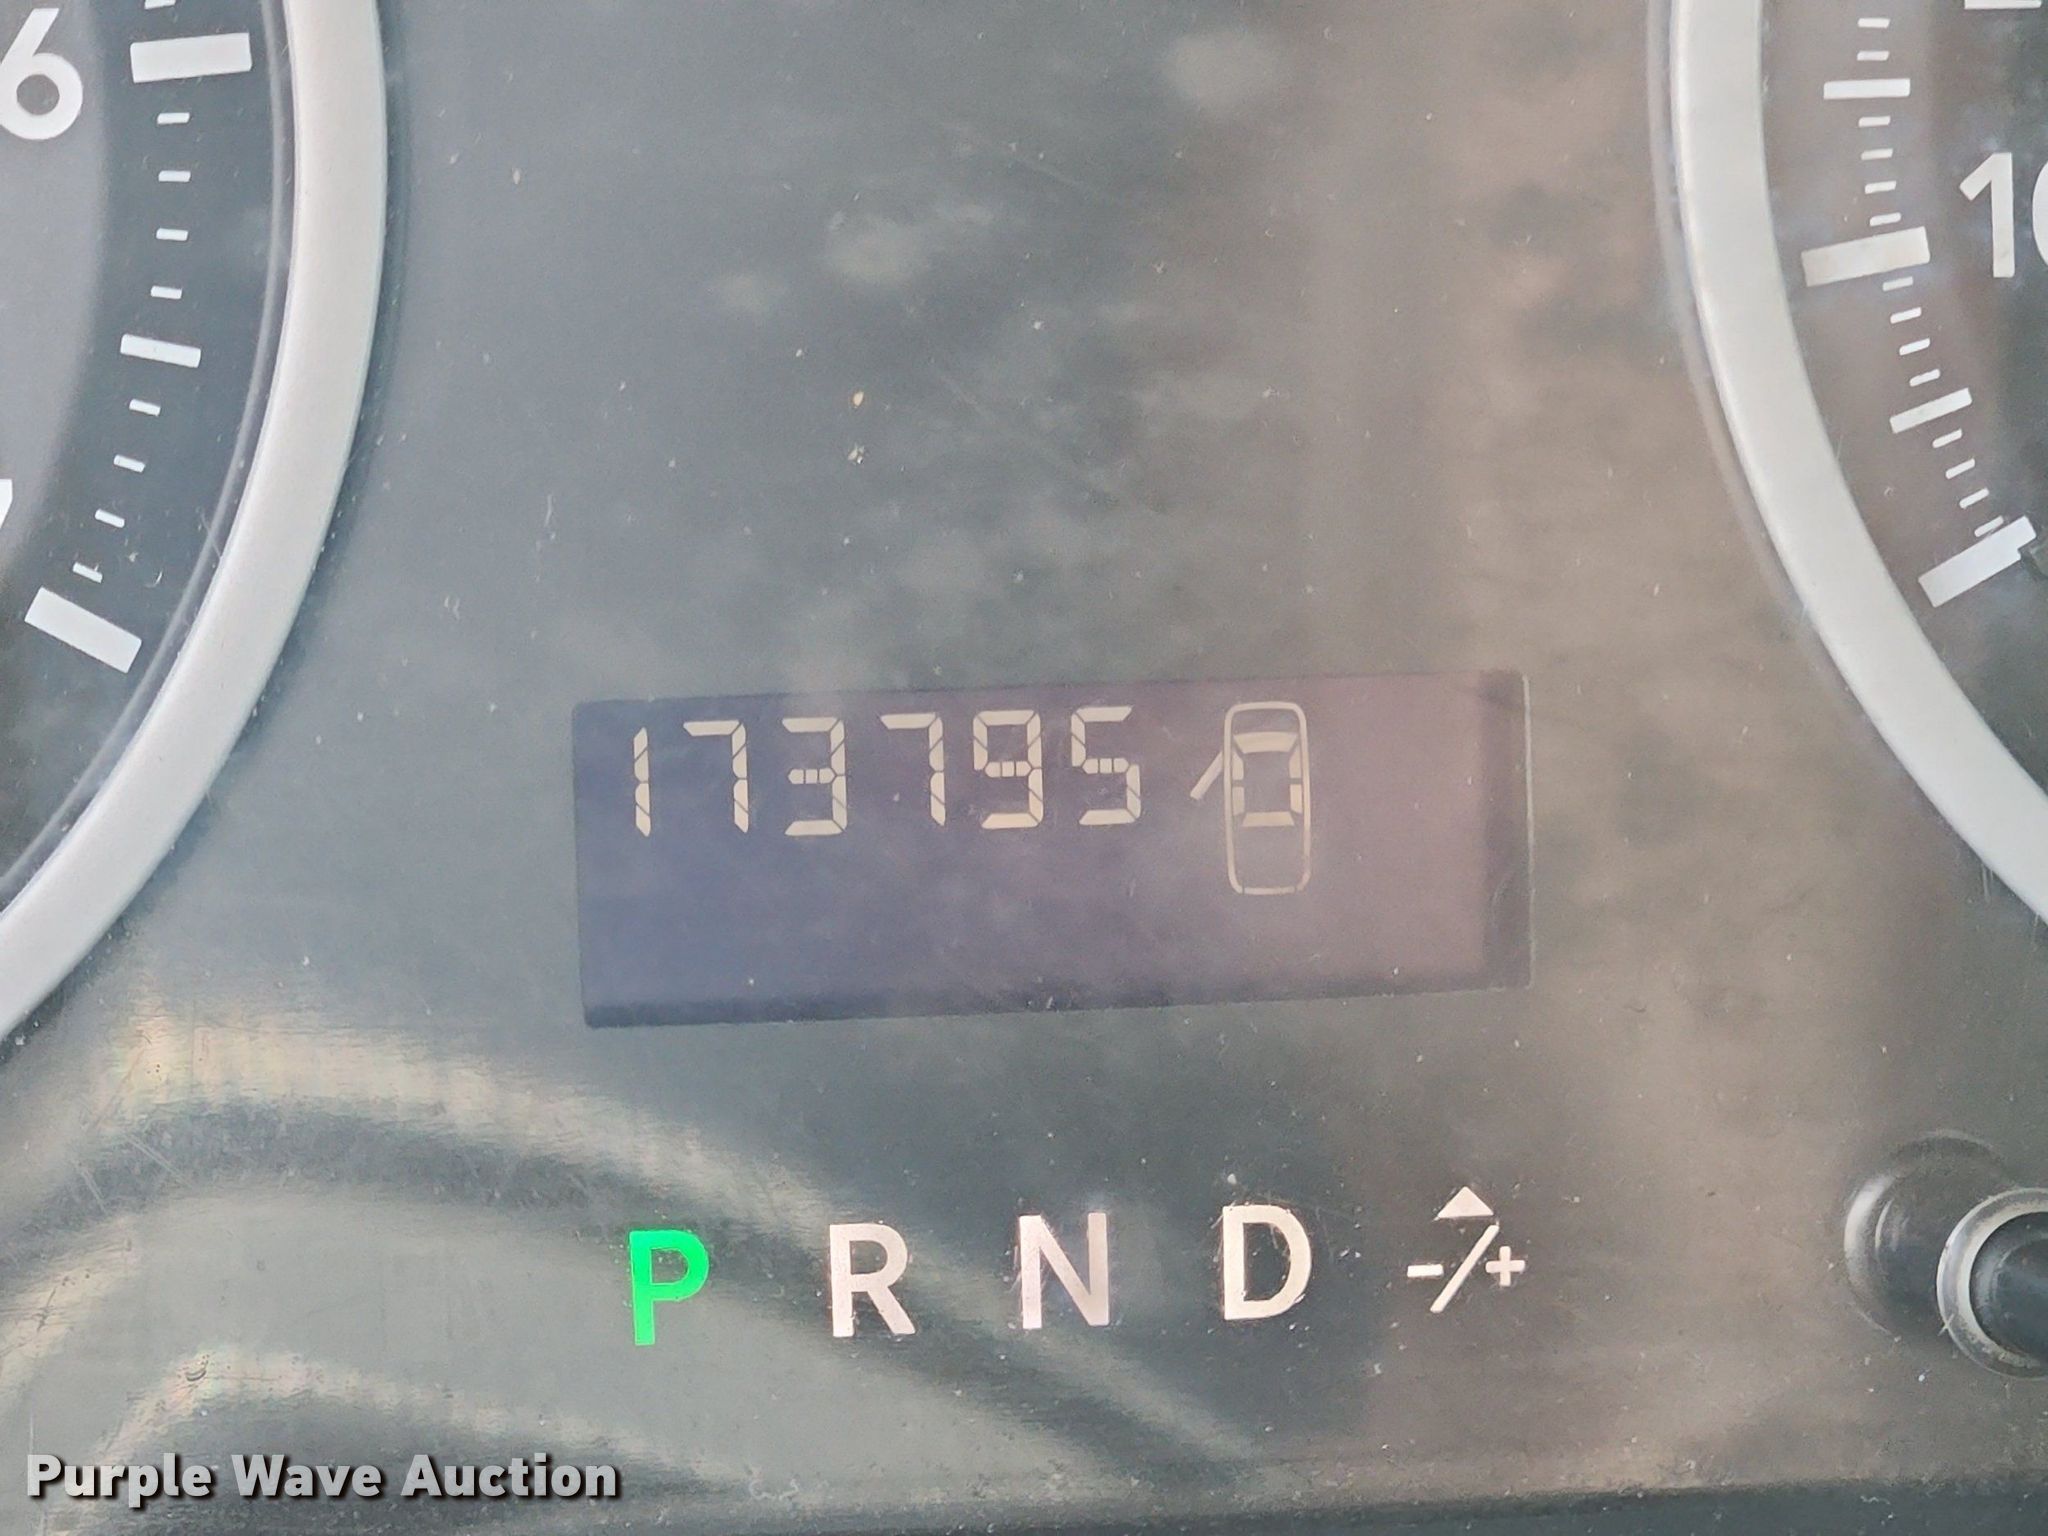 6
10
173795
P R N D -/+
Purple Wave Auction